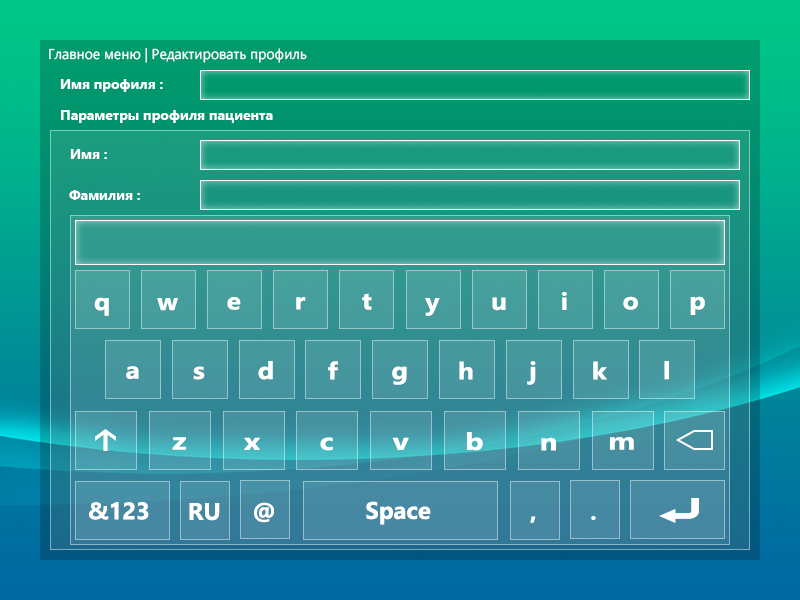 Главное меню | Редактировать профиль
Имя профиля :
Параметры профиля пациента
Имя :
Фамилия :
q w e r t y u i o p
a s d f g h j k l
z x c v b n m
&123 RU @ Space , .